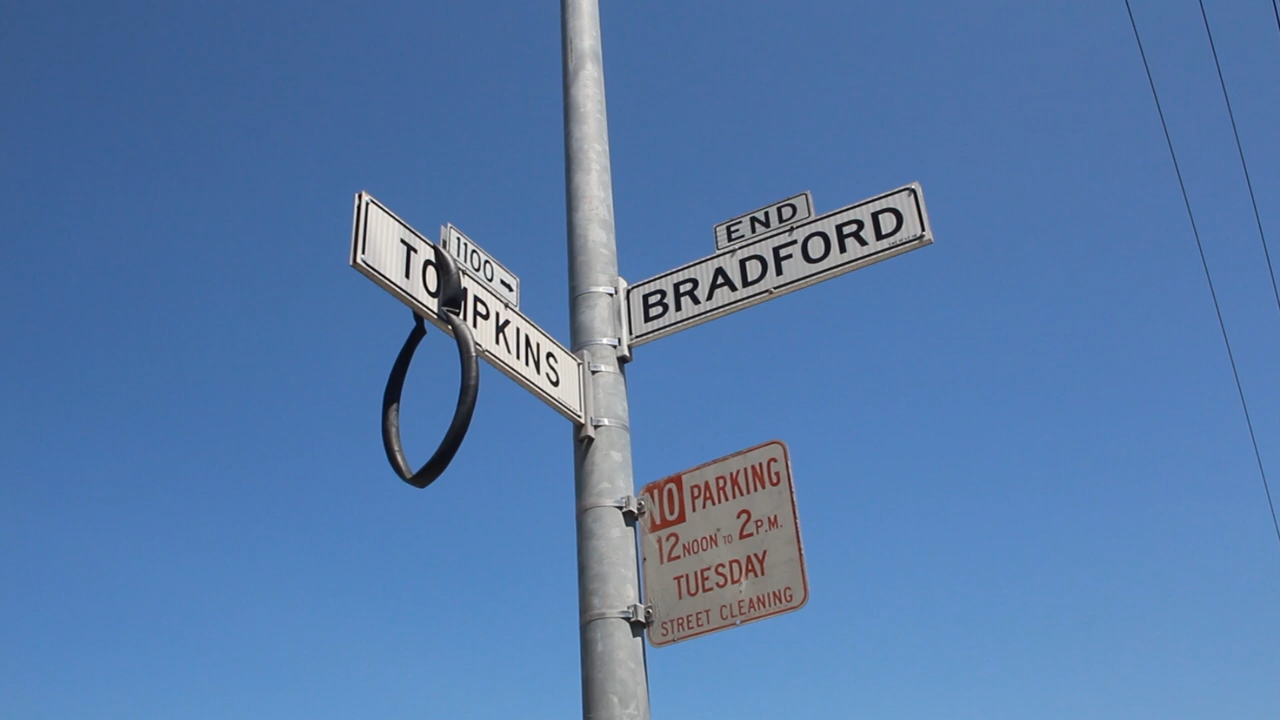 1100
TOMPKINS
END
BRADFORD
NO PARKING
12 NOON TO 2 P.M.
TUESDAY
STREET CLEANING